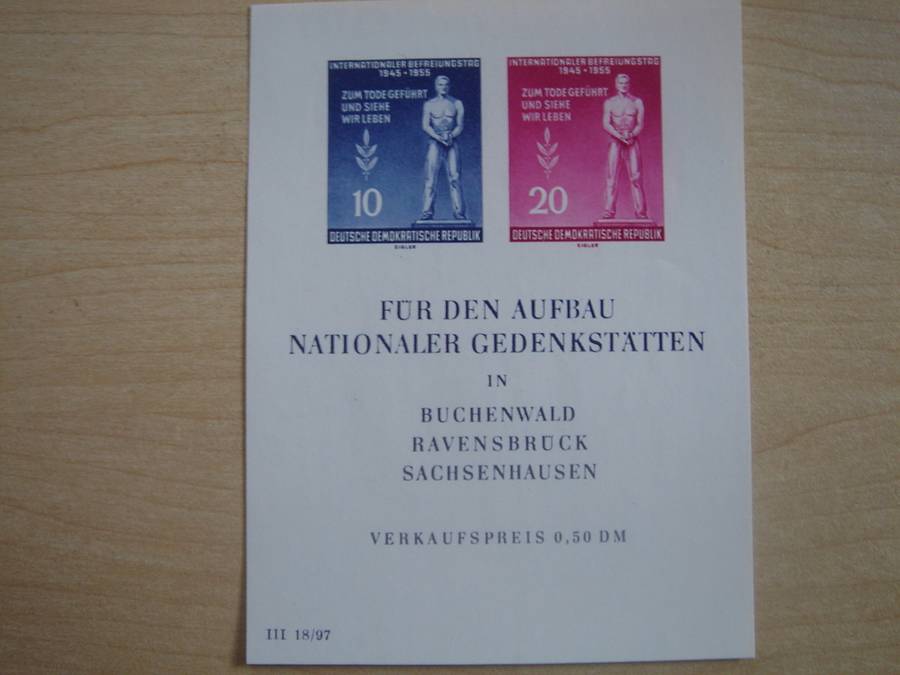 INTERNATIONALER BEFREIUNGSTAG
1945-1955
ZUM TODE GEFÜHRT
UND SIEHE
WIR LEBEN
10
DEUTSCHE DEMOKRATISCHE REPUBLIK
EIGLER
INTERNATIONALER BEFREIUNGSTAG
1945-1955
ZUM TODE GEFÜHRT
UND SIEHE
WIR LEBEN
20
DEUTSCHE DEMOKRATISCHE REPUBLIK
EIGLER
FÜR DEN AUFBAU
NATIONALER GEDENKSTÄTTEN
IN
BUCHENWALD
RAVENSBRÜCK
SACHSENHAUSEN
VERKAUFSPREIS 0,50 DM
III 18/97